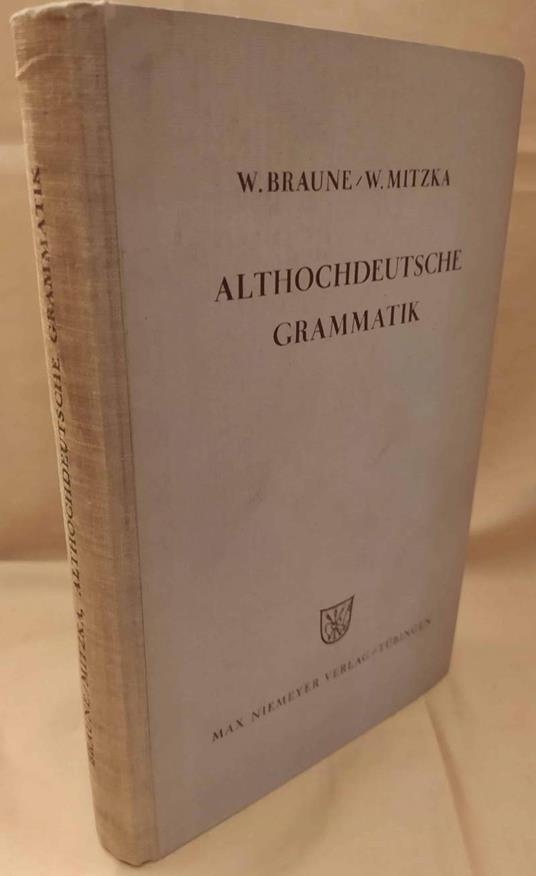 W. BRAUNE / W. MITZKA
ALTHOCHDEUTSCHE
GRAMMATIK
MAX NIEMEYER VERLAG / TÜBINGEN
BRAUNE/MITZKA, ALTHOCHDEUTSCHE GRAMMATIK